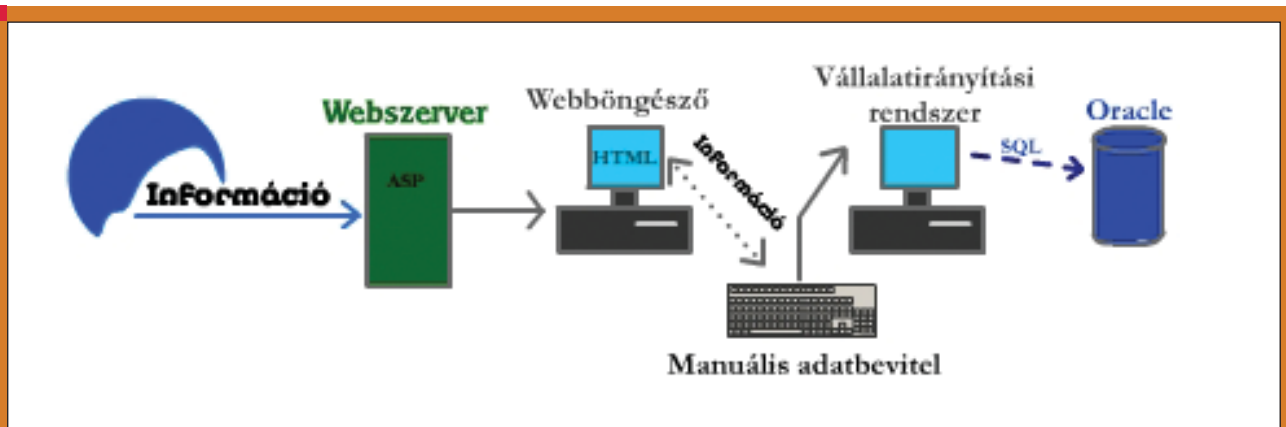 Információ
Webszerver
ASP
Webböngésző
HTML
Információ
Manuális adatbevitel
Vállalatirányítási
rendszer
SQL
Oracle